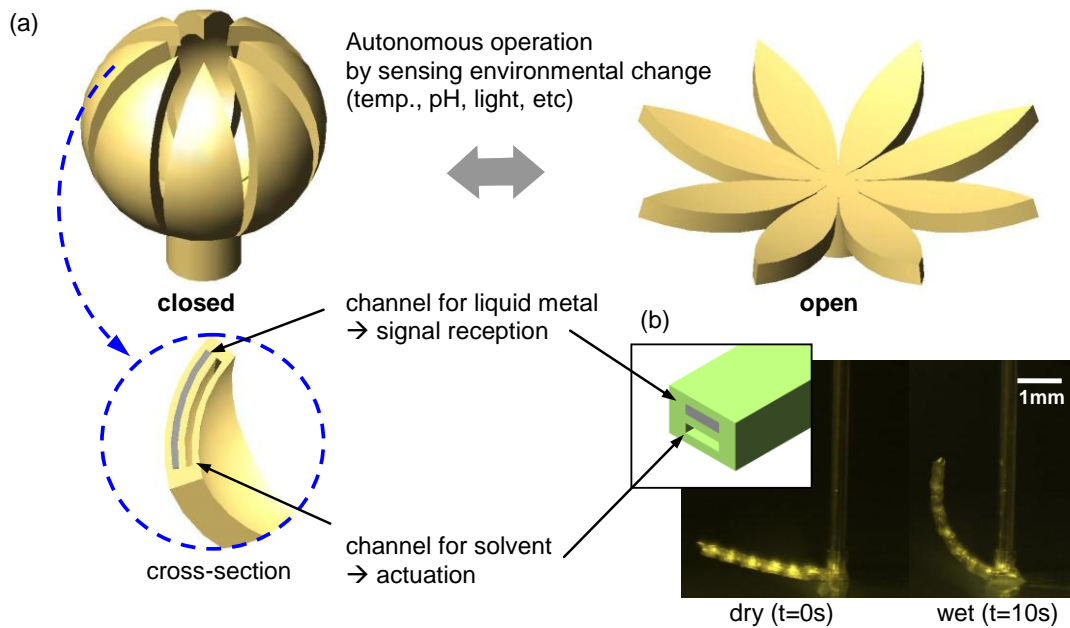 (a)
Autonomous operation
by sensing environmental change
(temp., pH, light, etc)
closed
open
channel for liquid metal
→ signal reception
(b)
1mm
channel for solvent
→ actuation
cross-section
dry (t=0s)
wet (t=10s)